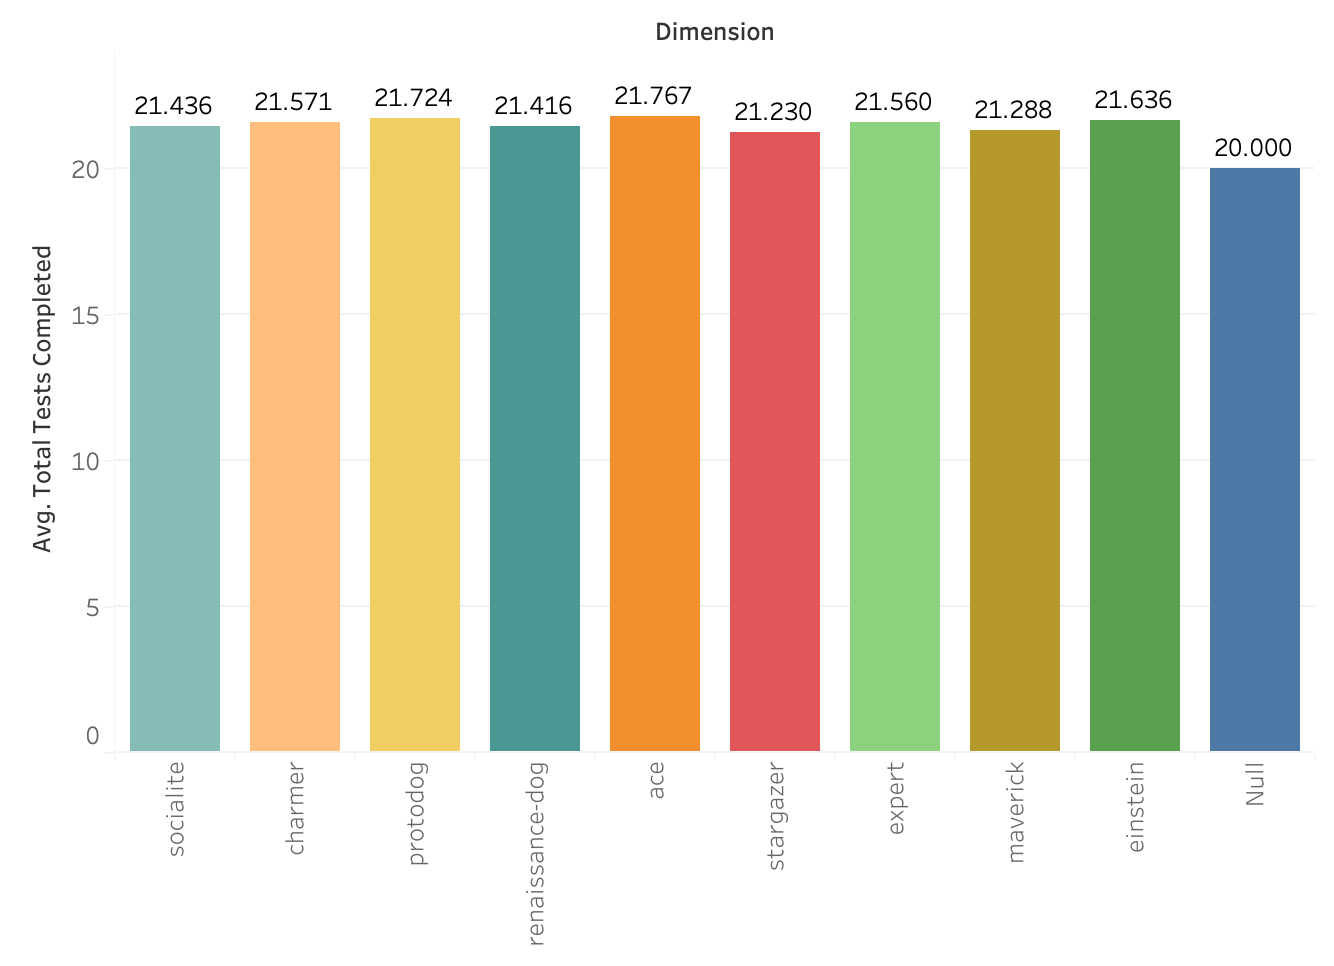 Dimension
21.436
21.571
21.724
21.416
21.767
21.230
21.560
21.288
21.636
20.000
Avg. Total Tests Completed
20
15
10
5
0
socialite
charmer
protodog
renaissance-dog
ace
stargazer
expert
maverick
einstein
Null